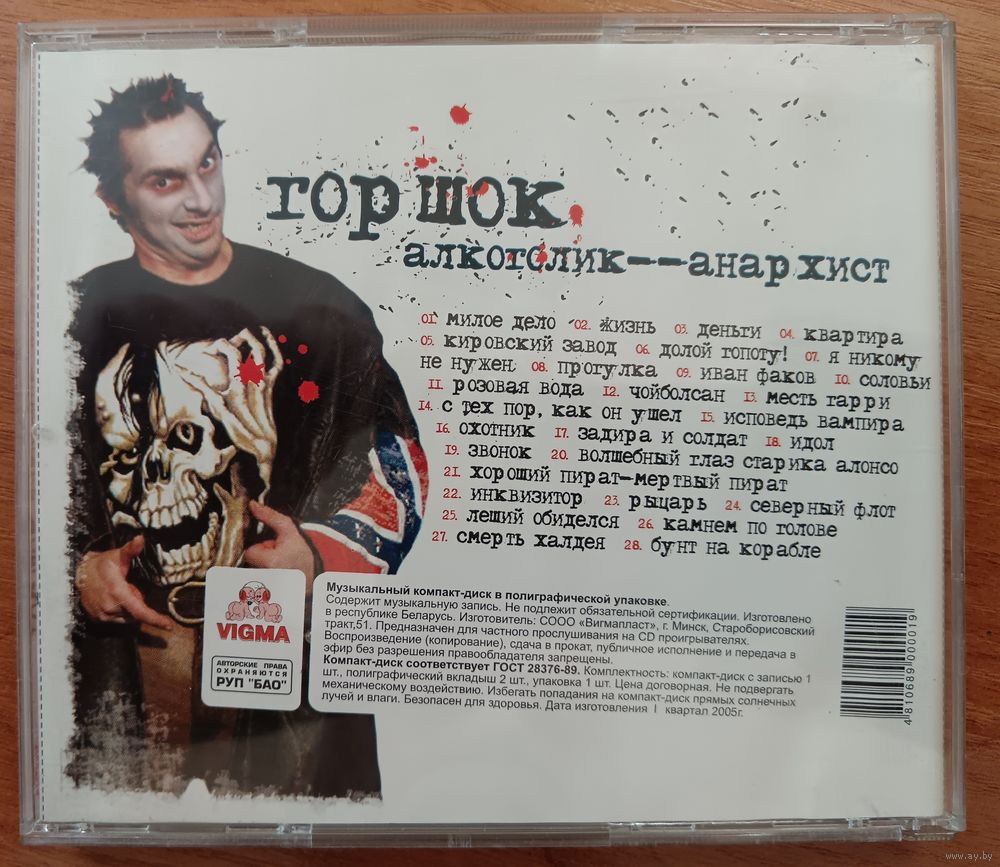 горшок.
алкоголик--анархист
01. милое дело 02. жизнь 03. деньги 04. квартира
05. кировский завод 06. долой гопоту! 07. я никому
не нужен 08. прогулка 09. иван факов 10. соловьи
11. розовая вода 12. чойболсан 13. месть гарри
14. с тех пор, как он ушел 15. исповедь вампира
16. охотник 17. задира и солдат 18. идол
19. звонок 20. волшебный глаз старика алонсо
21. хороший пират-мертвый пират
22. инквизитор 23. рыцарь 24. северный флот
25. леший обиделся 26. камнем по голове
27. смерть халдея 28. бунт на корабле
VIGMA
АВТОРСКИЕ ПРАВА
ОХРАНЯЮТСЯ
РУП "БАО"
Музыкальный компакт-диск в полиграфической упаковке.
Содержит музыкальную запись. Не подлежит обязательной сертификации. Изготовлено
в республике Беларусь. Изготовитель: СООО «Вигмапласт», г. Минск, Староборисовский
тракт,51. Предназначен для частного прослушивания на CD проигрывателях.
Воспроизведение (копирование), сдача в прокат, публичное исполнение и передача в
эфир без разрешения правообладателя запрещены.
Компакт-диск соответствует ГОСТ 28376-89. Комплектность: компакт-диск с записью 1
шт., полиграфический вкладыш 2 шт., упаковка 1 шт. Цена договорная. Не подвергать
механическому воздействию. Избегать попадания на компакт-диск прямых солнечных
лучей и влаги. Безопасен для здоровья. Дата изготовления I квартал 2005г.
4 810689 000019
www.ay.by